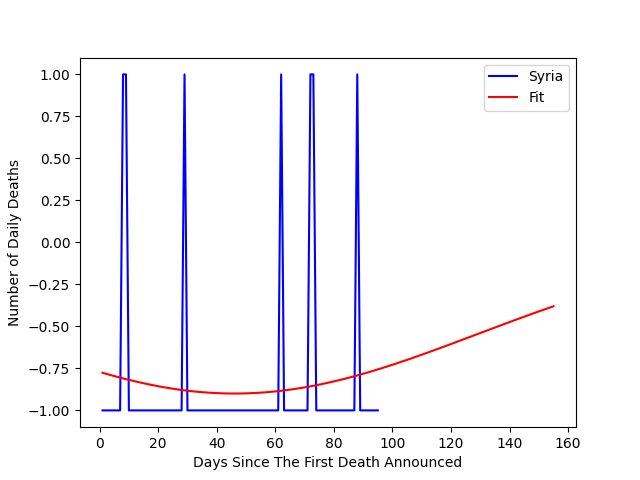 1.00
0.75
0.50
0.25
0.00
−0.25
−0.50
−0.75
−1.00
0 20 40 60 80 100 120 140 160
Number of Daily Deaths
Days Since The First Death Announced
Syria
Fit